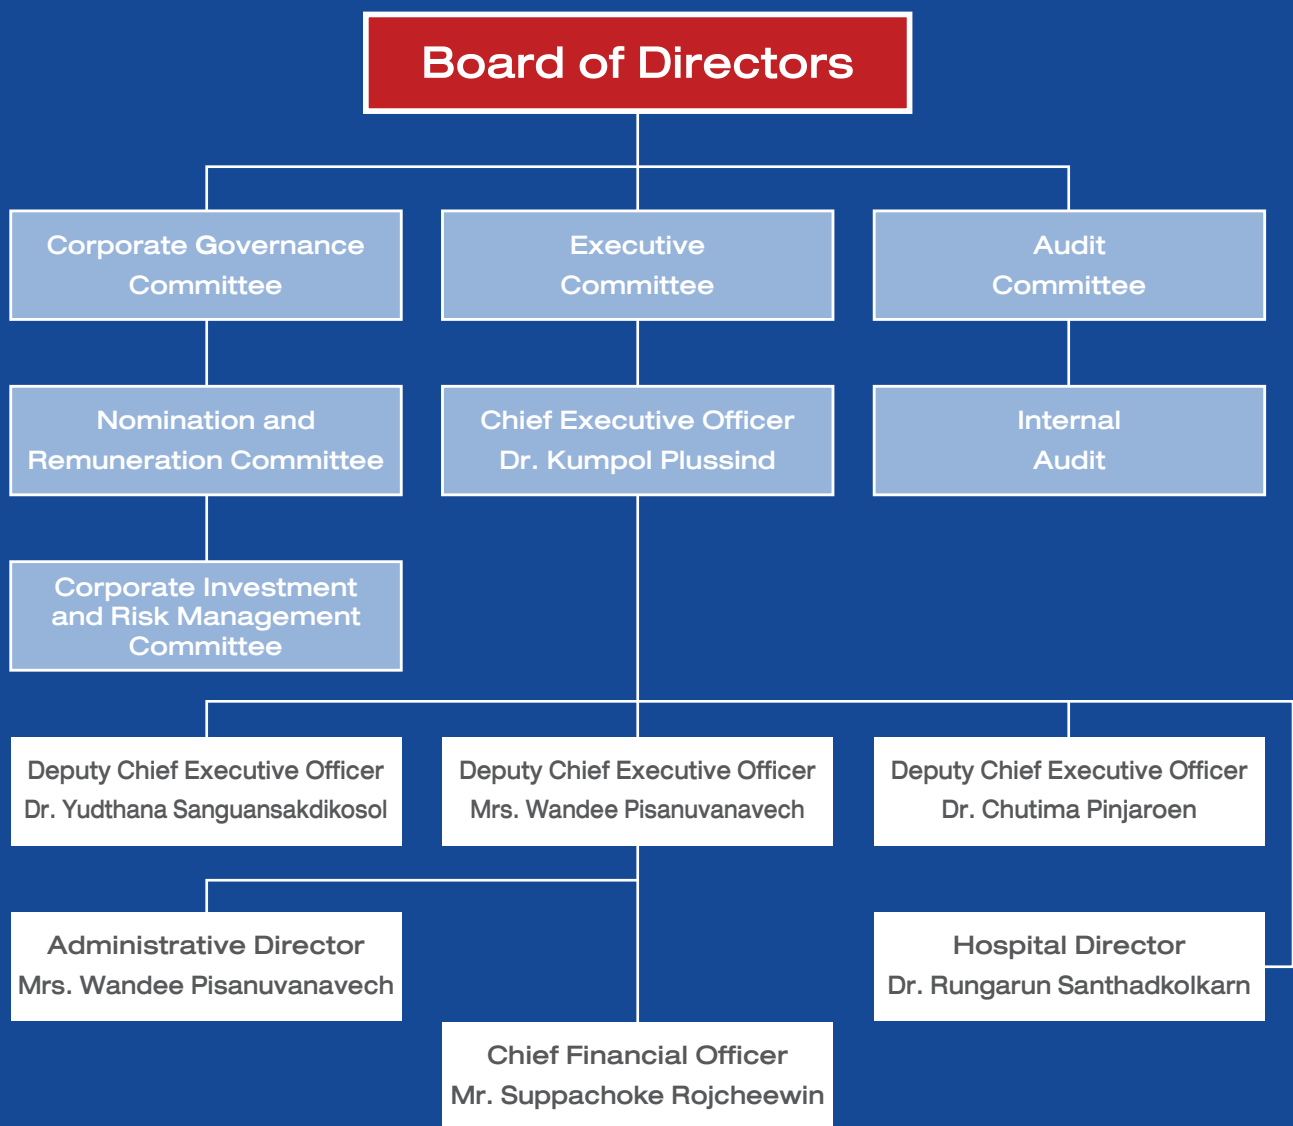 Board of Directors
Corporate Governance
Committee
Executive
Committee
Audit
Committee
Nomination and
Remuneration Committee
Chief Executive Officer
Dr. Kumpol Plussind
Internal
Audit
Corporate Investment
and Risk Management
Committee
Deputy Chief Executive Officer
Dr. Yudthana Sanguansakdikosol
Deputy Chief Executive Officer
Mrs. Wandee Pisanuvanavech
Deputy Chief Executive Officer
Dr. Chutima Pinjaroen
Administrative Director
Mrs. Wandee Pisanuvanavech
Hospital Director
Dr. Rungarun Santhadkolkarn
Chief Financial Officer
Mr. Suppachoke Rojcheewin